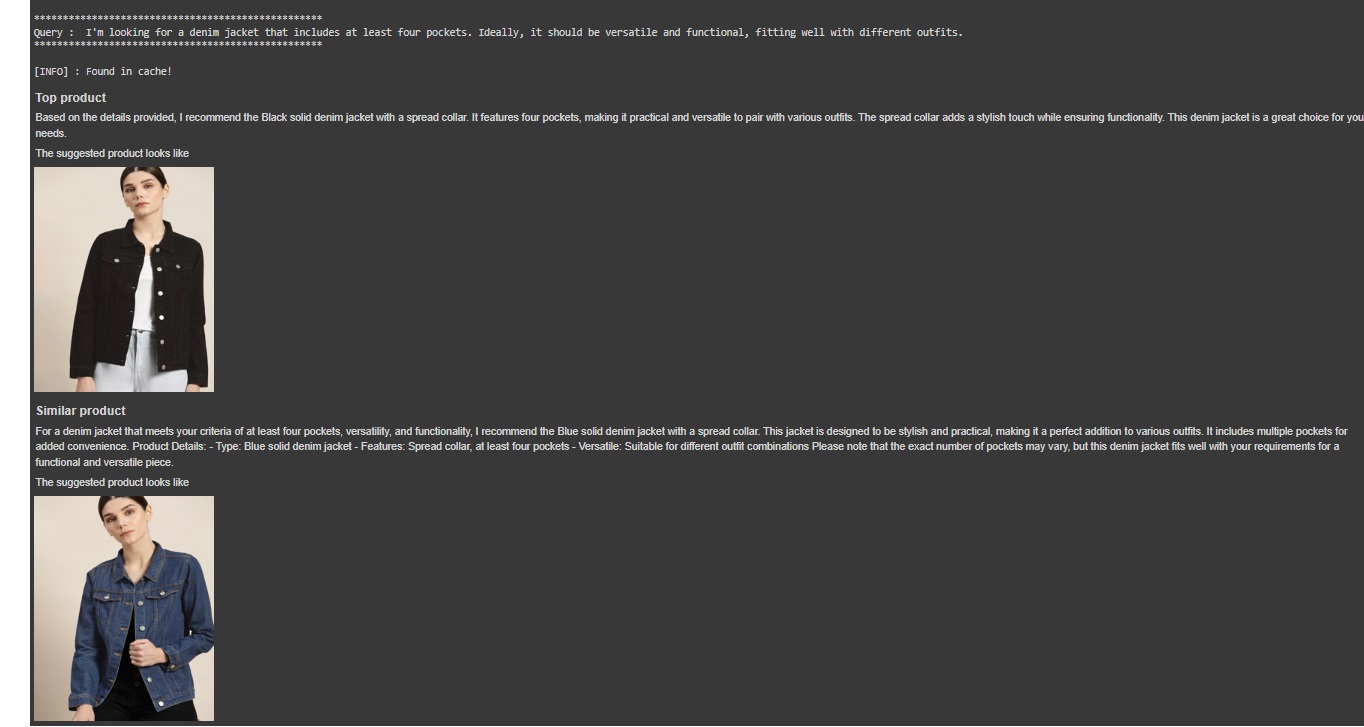 **************************************************
Query :  I'm looking for a denim jacket that includes at least four pockets. Ideally, it should be versatile and functional, fitting well with different outfits.
**************************************************
[INFO] : Found in cache!
Top product
Based on the details provided, I recommend the Black solid denim jacket with a spread collar. It features four pockets, making it practical and versatile to pair with various outfits. The spread collar adds a stylish touch while ensuring functionality. This denim jacket is a great choice for you
needs.
The suggested product looks like
Similar product
For a denim jacket that meets your criteria of at least four pockets, versatility, and functionality, I recommend the Blue solid denim jacket with a spread collar. This jacket is designed to be stylish and practical, making it a perfect addition to various outfits. It includes multiple pockets for
added convenience. Product Details: - Type: Blue solid denim jacket - Features: Spread collar, at least four pockets - Versatile: Suitable for different outfit combinations Please note that the exact number of pockets may vary, but this denim jacket fits well with your requirements for a
functional and versatile piece.
The suggested product looks like